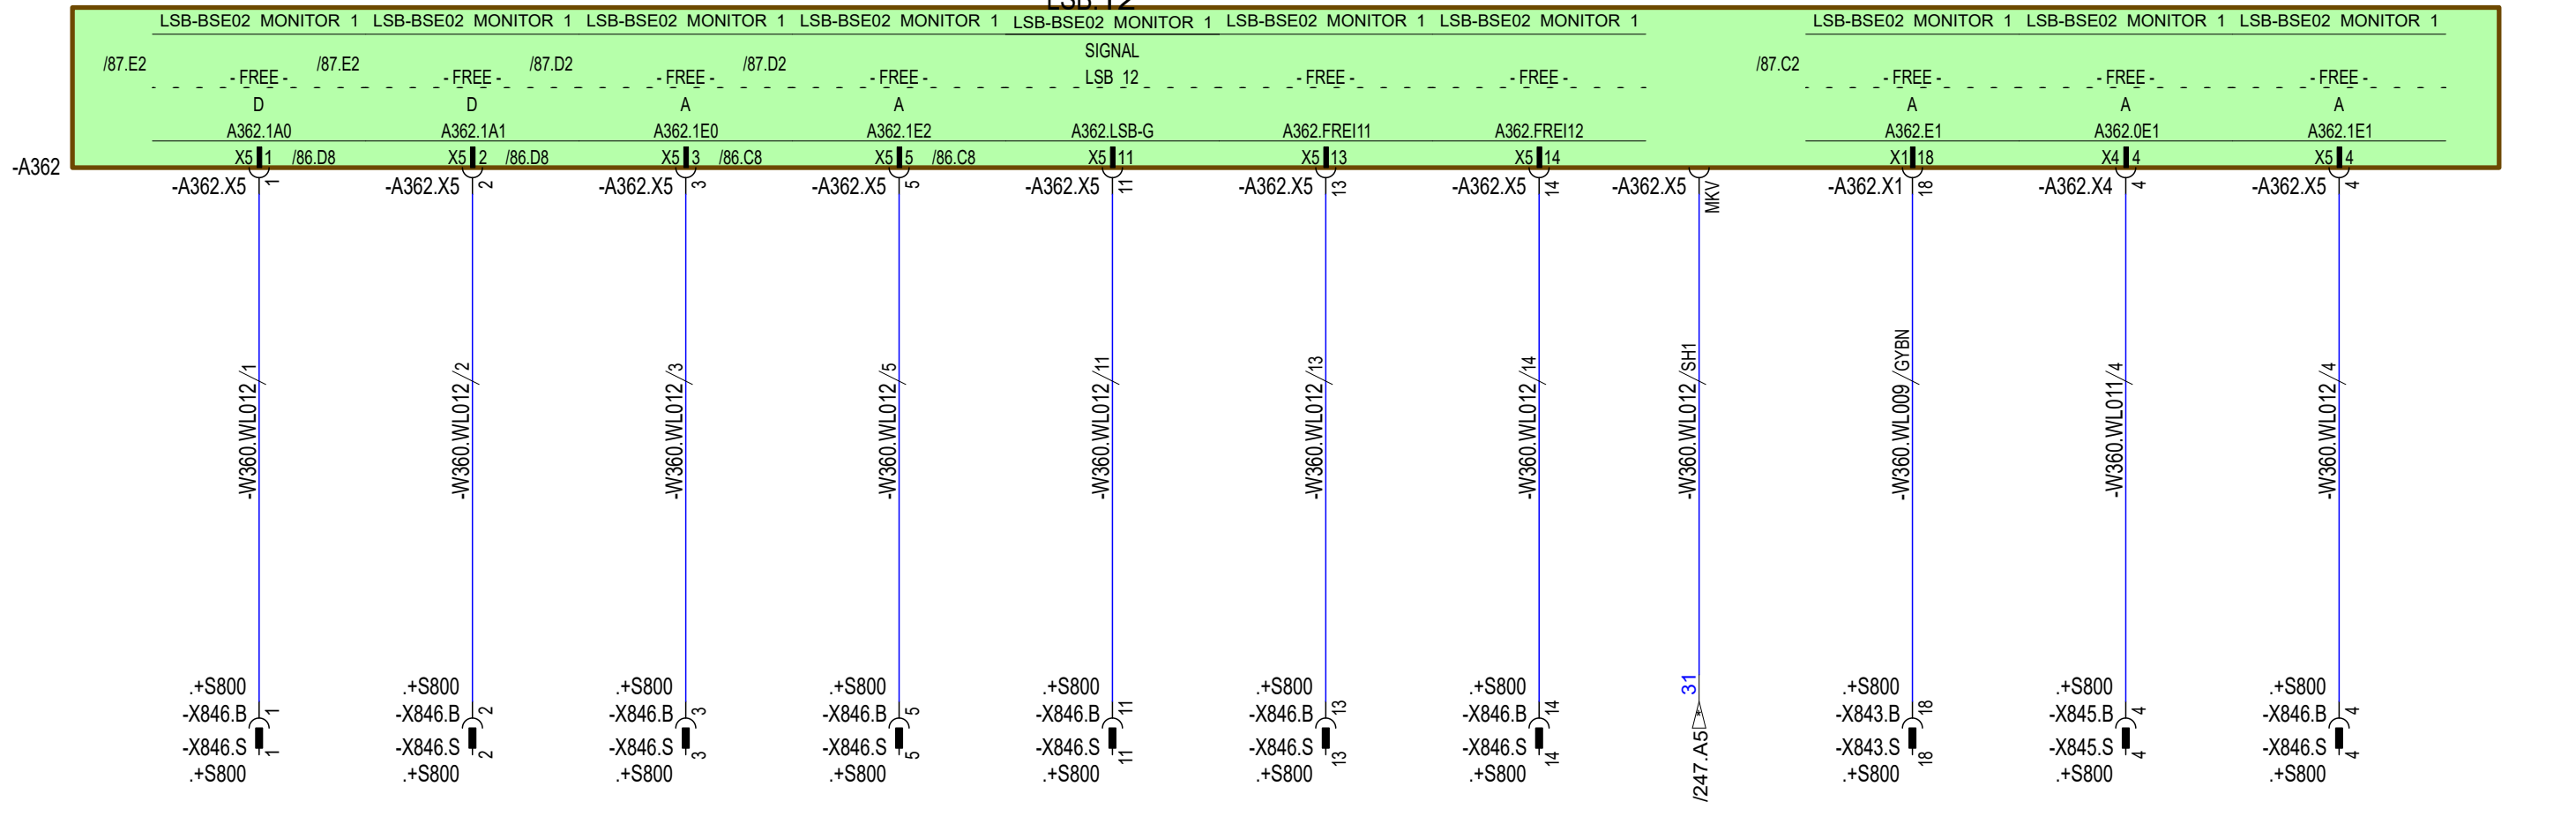 LSB.12
LSB-BSE02 MONITOR 1 LSB-BSE02 MONITOR 1 LSB-BSE02 MONITOR 1 LSB-BSE02 MONITOR 1 LSB-BSE02 MONITOR 1 LSB-BSE02 MONITOR 1 LSB-BSE02 MONITOR 1 LSB-BSE02 MONITOR 1 LSB-BSE02 MONITOR 1 LSB-BSE02 MONITOR 1
SIGNAL
/87.E2 /87.E2 /87.D2 /87.D2 /87.C2
- FREE - - FREE - - FREE - - FREE - LSB 12 - FREE - - FREE - - FREE - - FREE - - FREE -
D D A A A A A
A362.1A0 A362.1A1 A362.1E0 A362.1E2 A362.LSB-G A362.FREI11 A362.FREI12 A362.E1 A362.0E1 A362.1E1
-A362 X5 1 /86.D8 X5 2 /86.D8 X5 3 /86.C8 X5 5 /86.C8 X5 11 X5 13 X5 14 X1 18 X4 4 X5 4
-A362.X5 1 -A362.X5 2 -A362.X5 3 -A362.X5 5 -A362.X5 11 -A362.X5 13 -A362.X5 14 -A362.X5 MKV -A362.X1 18 -A362.X4 4 -A362.X5 4
-W360.WL012 /1 -W360.WL012 /2 -W360.WL012 /3 -W360.WL012 /5 -W360.WL012 /11 -W360.WL012 /13 -W360.WL012 /14 -W360.WL012 /SH1 -W360.WL009 /GYBN -W360.WL011 /4 -W360.WL012 /4
.+S800 .+S800 .+S800 .+S800 .+S800 .+S800 .+S800 31 .+S800 .+S800 .+S800
-X846.B 1 -X846.B 2 -X846.B 3 -X846.B 5 -X846.B 11 -X846.B 13 -X846.B 14 * -X843.B 18 -X845.B 4 -X846.B 4
-X846.S 1 -X846.S 2 -X846.S 3 -X846.S 5 -X846.S 11 -X846.S 13 -X846.S 14 /247.A5 -X843.S 18 -X845.S 4 -X846.S 4
.+S800 .+S800 .+S800 .+S800 .+S800 .+S800 .+S800 .+S800 .+S800 .+S800